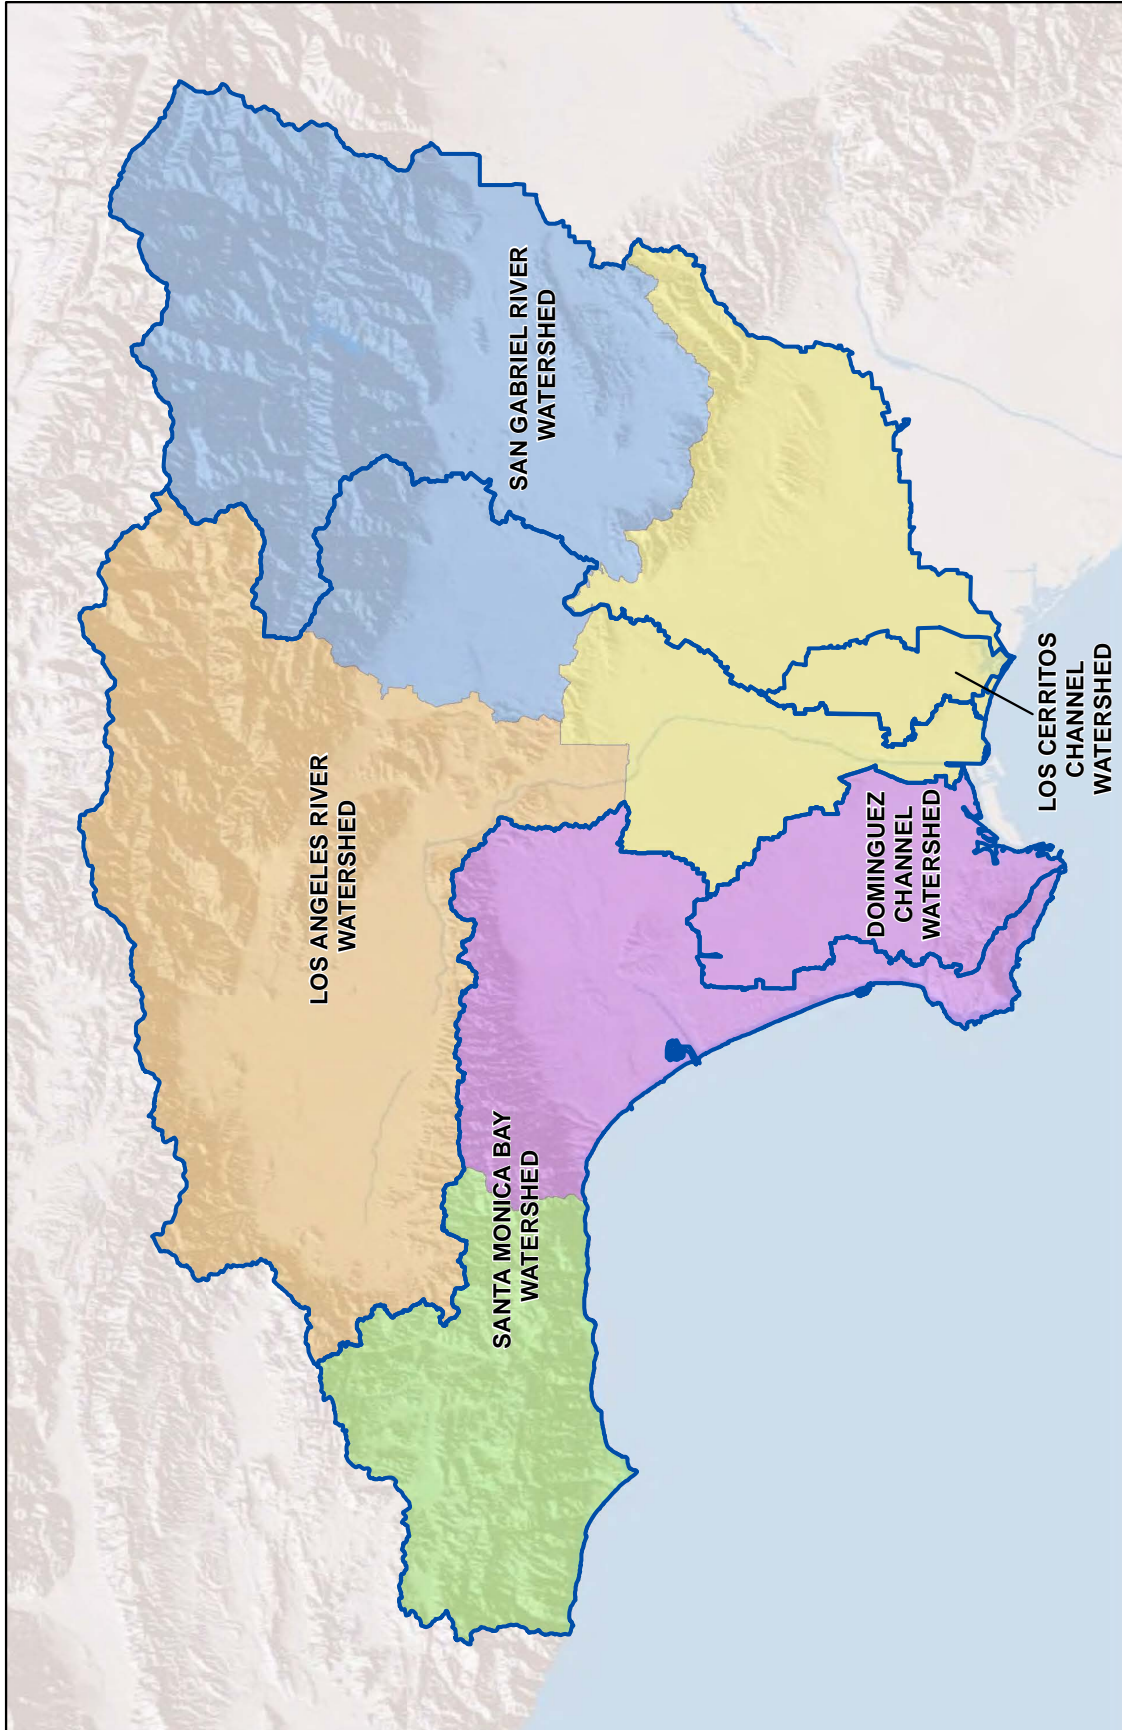 SAN GABRIEL RIVER
WATERSHED
LOS ANGELES RIVER
WATERSHED
SANTA MONICA BAY
WATERSHED
DOMINGUEZ
CHANNEL
WATERSHED
LOS CERRITOS
CHANNEL
WATERSHED